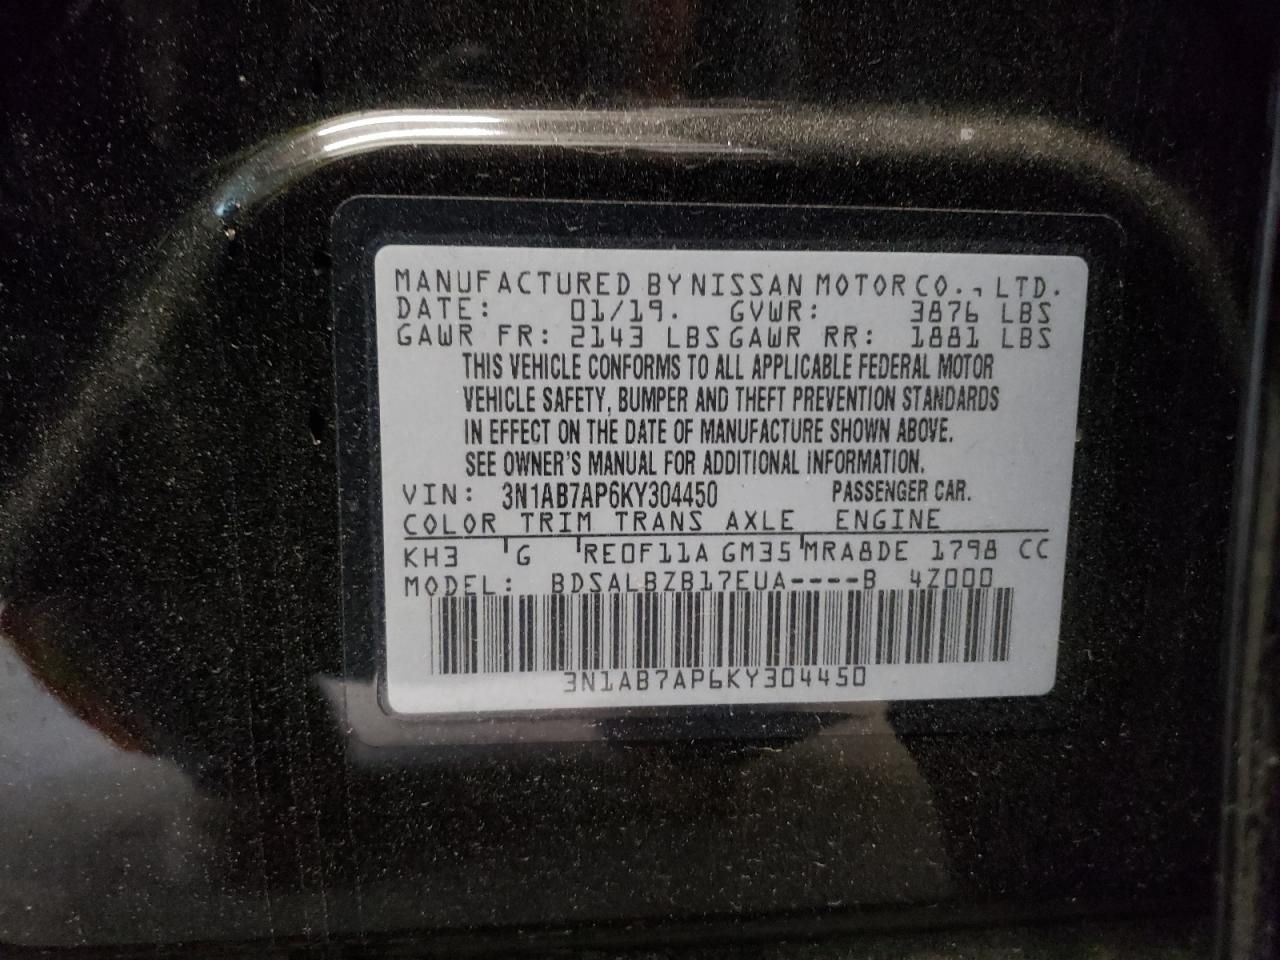 MANUFACTURED BY NISSAN MOTOR CO., LTD.
DATE: 01/19. GVWR: 3876 LBS
GAWR FR: 2143 LBS GAWR RR: 1881 LBS
THIS VEHICLE CONFORMS TO ALL APPLICABLE FEDERAL MOTOR
VEHICLE SAFETY, BUMPER AND THEFT PREVENTION STANDARDS
IN EFFECT ON THE DATE OF MANUFACTURE SHOWN ABOVE.
SEE OWNER'S MANUAL FOR ADDITIONAL INFORMATION.
VIN: 3N1AB7AP6KY304450 PASSENGER CAR.
COLOR TRIM TRANS AXLE ENGINE
KH3 G RE0F11A GM35 MRA8DE 1798 CC
MODEL: BDSALBZB17EUA----B 4Z000
3N1AB7AP6KY304450